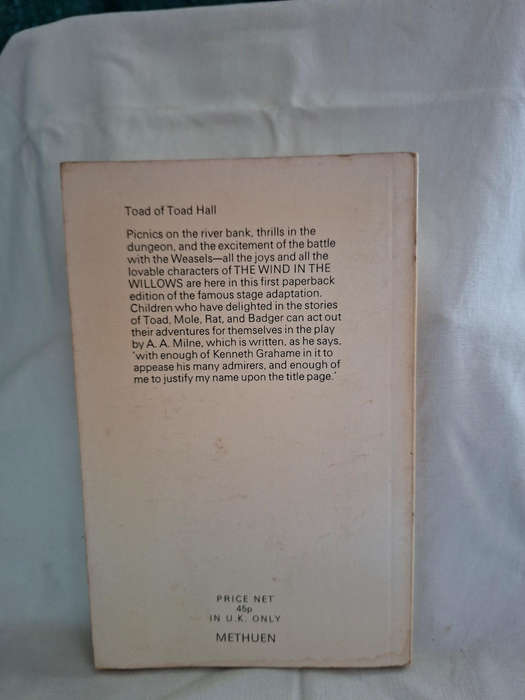 Toad of Toad Hall
Picnics on the river bank, thrills in the
dungeon, and the excitement of the battle
with the Weasels—all the joys and all the
lovable characters of THE WIND IN THE
WILLOWS are here in this first paperback
edition of the famous stage adaptation.
Children who have delighted in the stories
of Toad, Mole, Rat, and Badger can act out
their adventures for themselves in the play
by A. A. Milne, which is written, as he says,
'with enough of Kenneth Grahame in it to
appease his many admirers, and enough of
me to justify my name upon the title page.'
PRICE NET
45p
IN U.K. ONLY
METHUEN